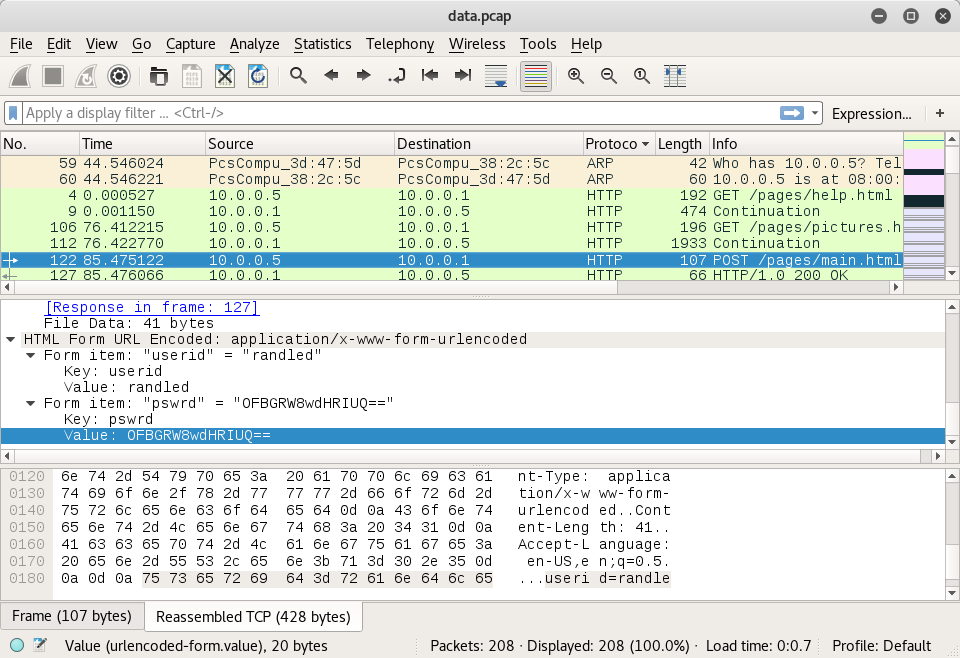 data.pcap
File Edit View Go Capture Analyze Statistics Telephony Wireless Tools Help
Apply a display filter ... <Ctrl-/> Expression... +
No. Time Source Destination Protoco Length Info
59 44.546024 PcsCompu_3d:47:5d PcsCompu_38:2c:5c ARP 42 Who has 10.0.0.5? Tel
60 44.546221 PcsCompu_38:2c:5c PcsCompu_3d:47:5d ARP 60 10.0.0.5 is at 08:00:
4 0.000527 10.0.0.5 10.0.0.1 HTTP 192 GET /pages/help.html
9 0.001150 10.0.0.1 10.0.0.5 HTTP 474 Continuation
106 76.412215 10.0.0.5 10.0.0.1 HTTP 196 GET /pages/pictures.h
112 76.422770 10.0.0.1 10.0.0.5 HTTP 1933 Continuation
122 85.475122 10.0.0.5 10.0.0.1 HTTP 107 POST /pages/main.html
127 85.476066 10.0.0.1 10.0.0.5 HTTP 66 HTTP/1.0 200 OK
[Response in frame: 127]
File Data: 41 bytes
HTML Form URL Encoded: application/x-www-form-urlencoded
Form item: "userid" = "randled"
Key: userid
Value: randled
Form item: "pswrd" = "OFBGRW8wdHRIUQ=="
Key: pswrd
Value: OFBGRW8wdHRIUQ==
0120 6e 74 2d 54 79 70 65 3a 20 61 70 70 6c 69 63 61 nt-Type: applica
0130 74 69 6f 6e 2f 78 2d 77 77 77 2d 66 6f 72 6d 2d tion/x-w ww-form-
0140 75 72 6c 65 6e 63 6f 64 65 64 0d 0a 43 6f 6e 74 urlencod ed..Cont
0150 65 6e 74 2d 4c 65 6e 67 74 68 3a 20 34 31 0d 0a ent-Leng th: 41..
0160 41 63 63 65 70 74 2d 4c 61 6e 67 75 61 67 65 3a Accept-L anguage:
0170 20 65 6e 2d 55 53 2c 65 6e 3b 71 3d 30 2e 35 0d en-US,en;q=0.5.
0180 0a 0d 0a 75 73 65 72 69 64 3d 72 61 6e 64 6c 65 ...useri d=randle
Frame (107 bytes) Reassembled TCP (428 bytes)
Value (urlencoded-form.value), 20 bytes Packets: 208 · Displayed: 208 (100.0%) · Load time: 0:0.7 Profile: Default